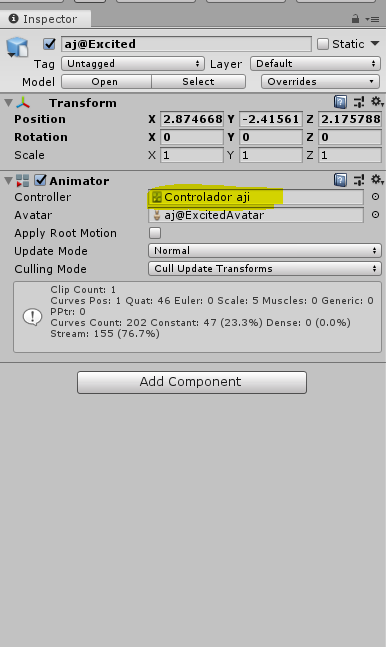 Inspector
aj@Excited Static
Tag Untagged Layer Default
Model Open Select Overrides
Transform
Position X 2.874668 Y -2.41561 Z 2.175788
Rotation X 0 Y 0 Z 0
Scale X 1 Y 1 Z 1
Animator
Controller Controlador aji
Avatar aj@ExcitedAvatar
Apply Root Motion
Update Mode Normal
Culling Mode Cull Update Transforms
Clip Count: 1
Curves Pos: 1 Quat: 46 Euler: 0 Scale: 5 Muscles: 0 Generic: 0
PPtr: 0
Curves Count: 202 Constant: 47 (23.3%) Dense: 0 (0.0%)
Stream: 155 (76.7%)
Add Component